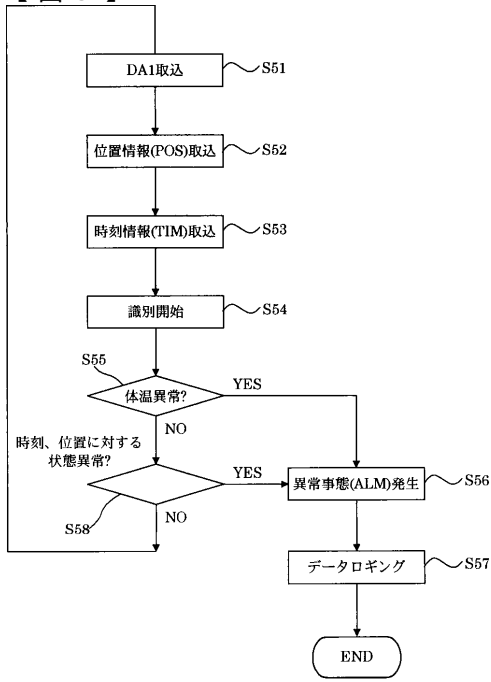 DA1取込
S51
位置情報(POS)取込
S52
時刻情報(TIM)取込
S53
識別開始
S54
S55
体温異常?
YES
NO
時刻、位置に対する
状態異常?
YES
S58
NO
異常事態(ALM)発生
S56
データロギング
S57
END